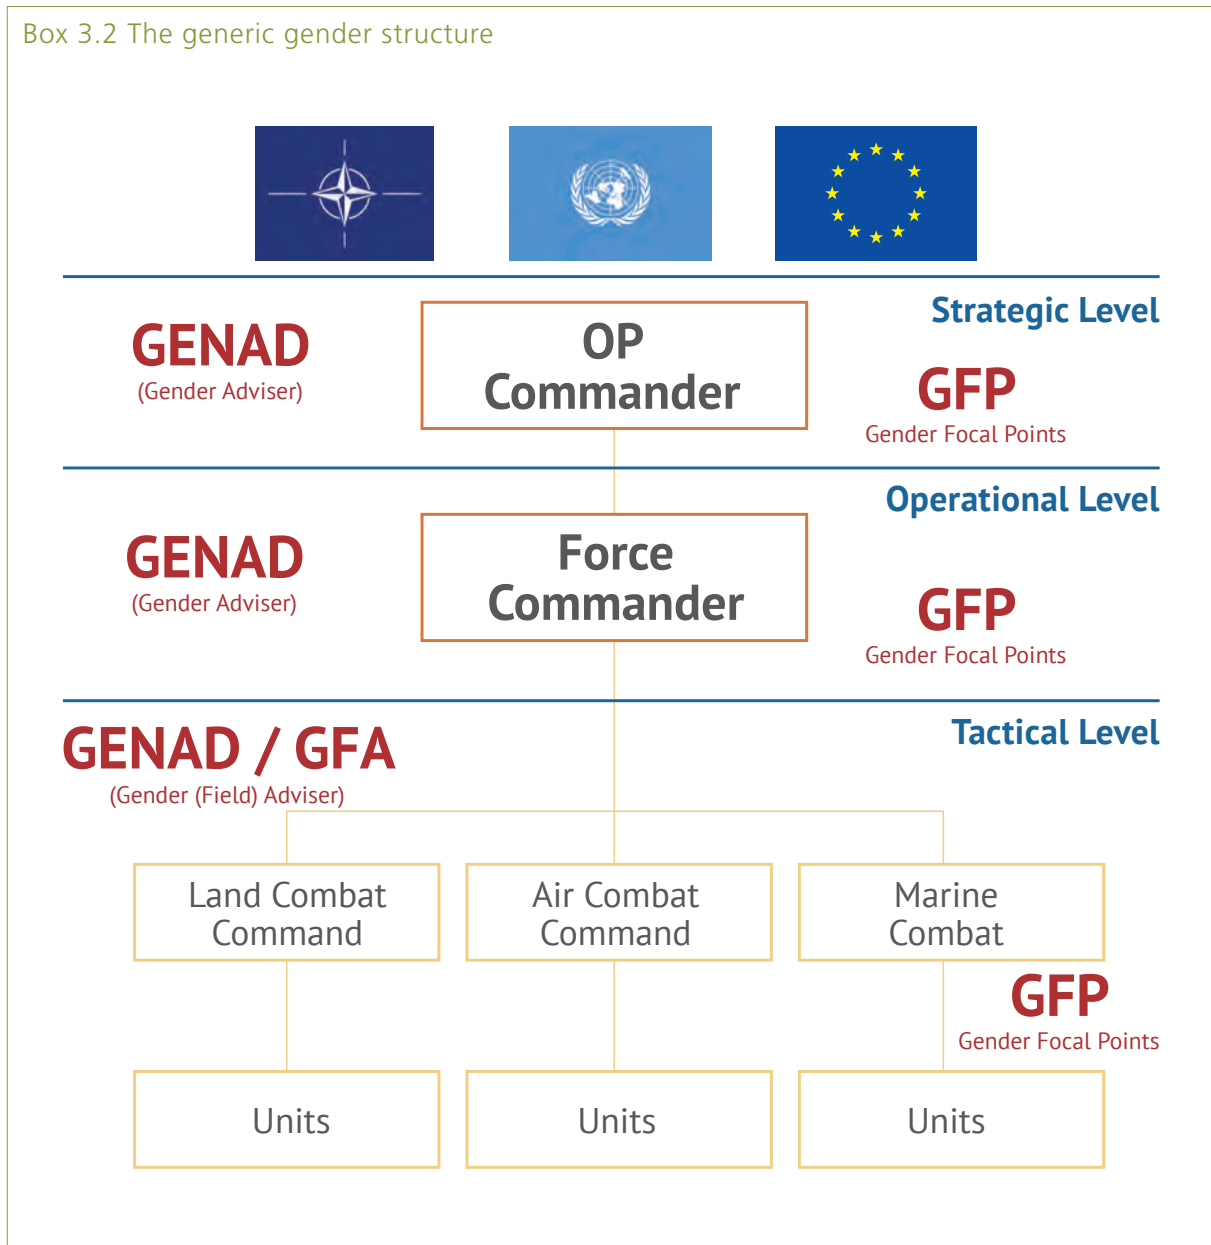 Box 3.2 The generic gender structure
Strategic Level
GENAD
(Gender Adviser)
OP
Commander
GFP
Gender Focal Points
Operational Level
GENAD
(Gender Adviser)
Force
Commander
GFP
Gender Focal Points
Tactical Level
GENAD / GFA
(Gender (Field) Adviser)
Land Combat
Command
Air Combat
Command
Marine
Combat
GFP
Gender Focal Points
Units
Units
Units